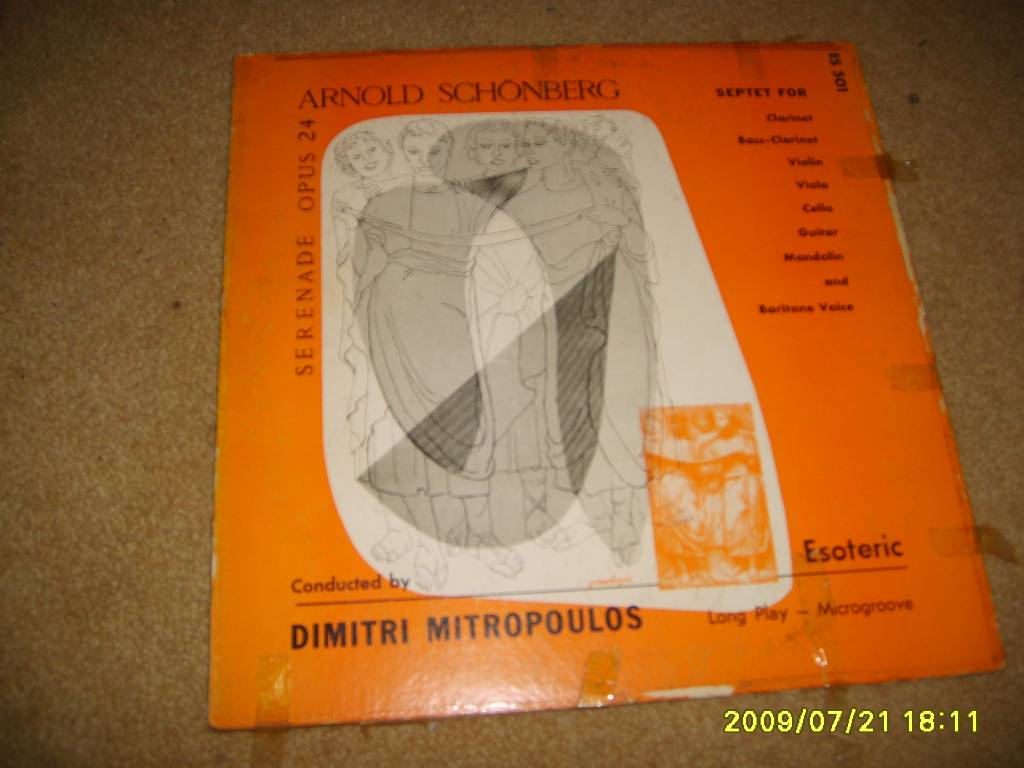 ARNOLD SCHÖNBERG
SERENADE OPUS 24
ES 501
SEPTET FOR
Clarinet
Bass-Clarinet
Violin
Viola
Cello
Guitar
Mandolin
and
Baritone Voice
Esoteric
Conducted by
DIMITRI MITROPOULOS
Long Play – Microgroove
2009/07/21 18:11